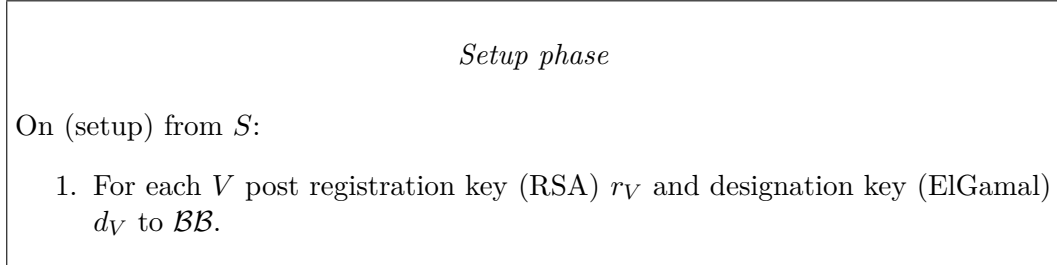 Setup phase
On (setup) from S:
1. For each V post registration key (RSA) r_V and designation key (ElGamal)
d_V to 𝓑𝓑.